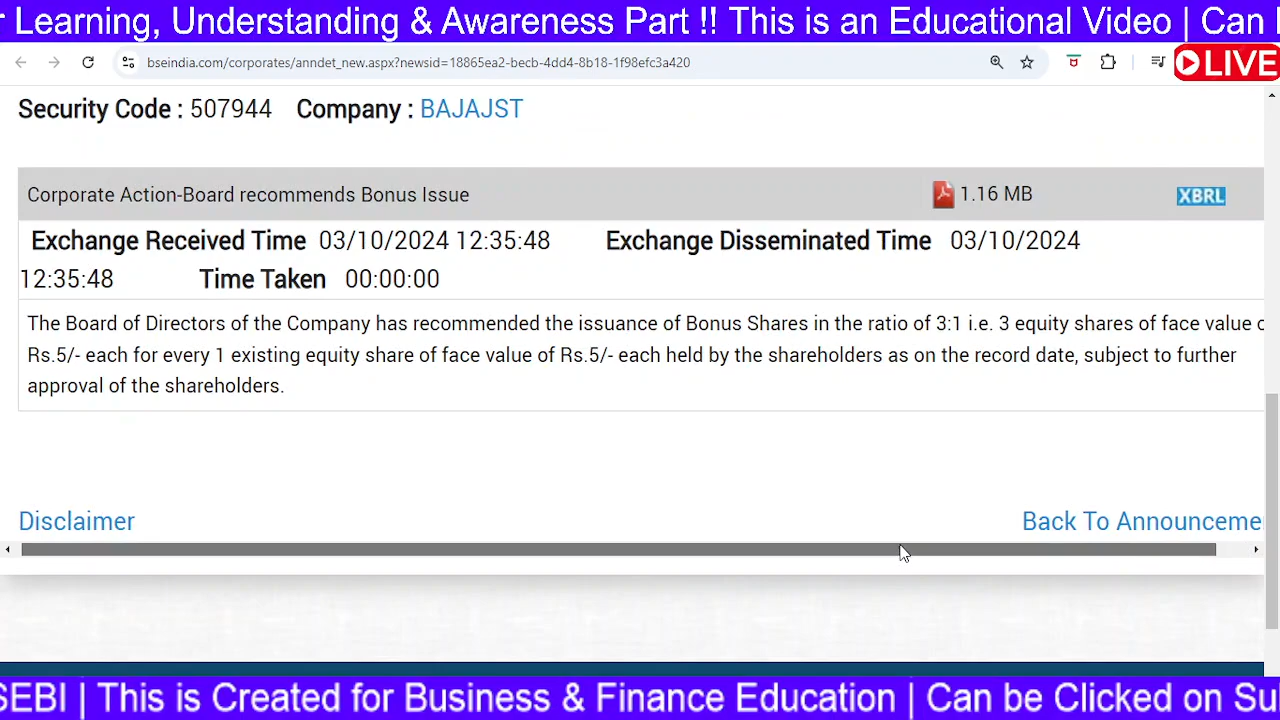 Learning, Understanding & Awareness Part !! This is an Educational Video | Can
bseindia.com/corporates/anndet_new.aspx?newsid=18865ea2-becb-4dd4-8b18-1f98efc3a420
LIVE
Security Code : 507944 Company : BAJAJST
Corporate Action-Board recommends Bonus Issue 1.16 MB XBRL
Exchange Received Time 03/10/2024 12:35:48 Exchange Disseminated Time 03/10/2024
12:35:48 Time Taken 00:00:00
The Board of Directors of the Company has recommended the issuance of Bonus Shares in the ratio of 3:1 i.e. 3 equity shares of face value
Rs.5/- each for every 1 existing equity share of face value of Rs.5/- each held by the shareholders as on the record date, subject to further
approval of the shareholders.
Disclaimer Back To Announceme
SEBI | This is Created for Business & Finance Education | Can be Clicked on Su